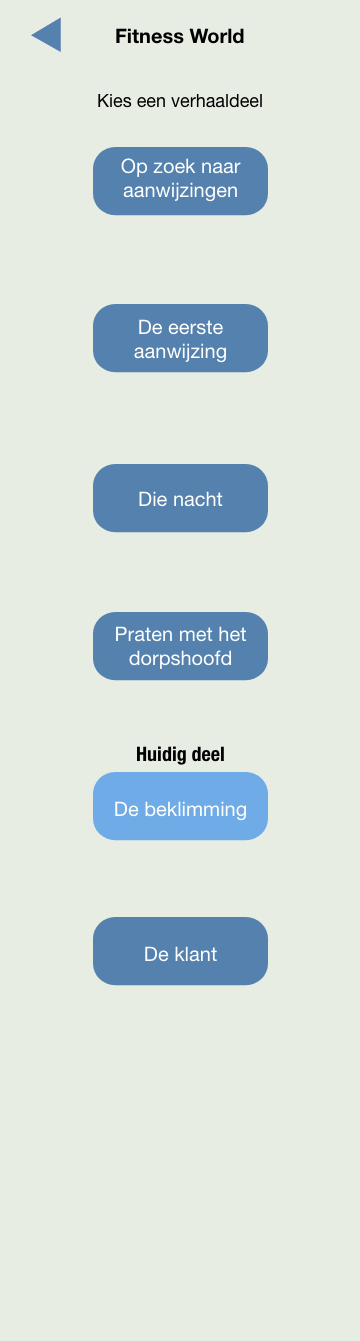 Fitness World
Kies een verhaaldeel
Op zoek naar
aanwijzingen
De eerste
aanwijzing
Die nacht
Praten met het
dorpshoofd
Huidig deel
De beklimming
De klant